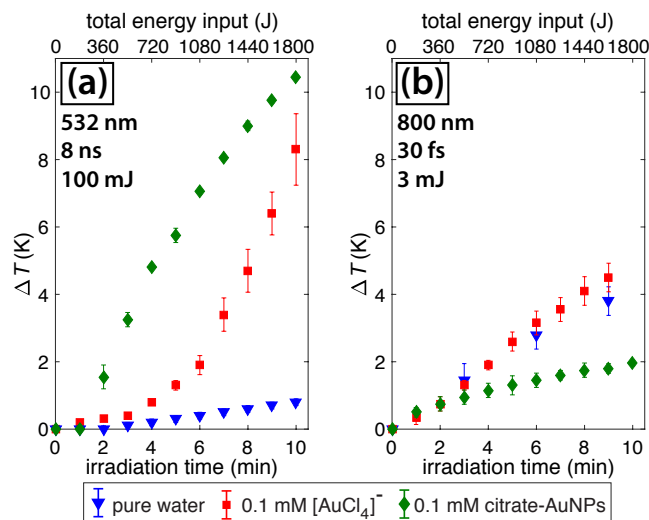 total energy input (J)
0 360 720 1080 1440 1800
(a)
532 nm
8 ns
100 mJ
ΔT(K)
10
8
6
4
2
0
0 2 4 6 8 10
irradiation time (min)
total energy input (J)
0 360 720 1080 1440 1800
(b)
800 nm
30 fs
3 mJ
ΔT(K)
10
8
6
4
2
0
0 2 4 6 8 10
irradiation time (min)
pure water 0.1 mM [AuCl₄]⁻ 0.1 mM citrate-AuNPs